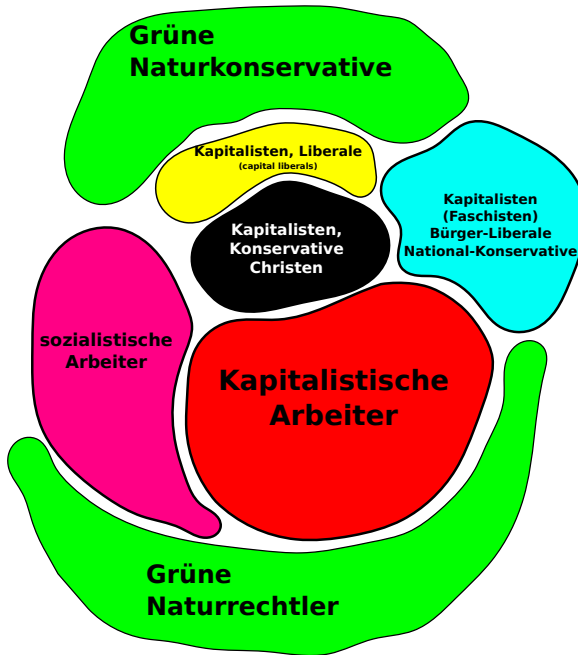 Grüne
Naturkonservative
Kapitalisten, Liberale
(capital liberals)
Kapitalisten
(Faschisten)
Bürger-Liberale
National-Konservative
Kapitalisten,
Konservative
Christen
sozialistische
Arbeiter
Kapitalistische
Arbeiter
Grüne
Naturrechtler